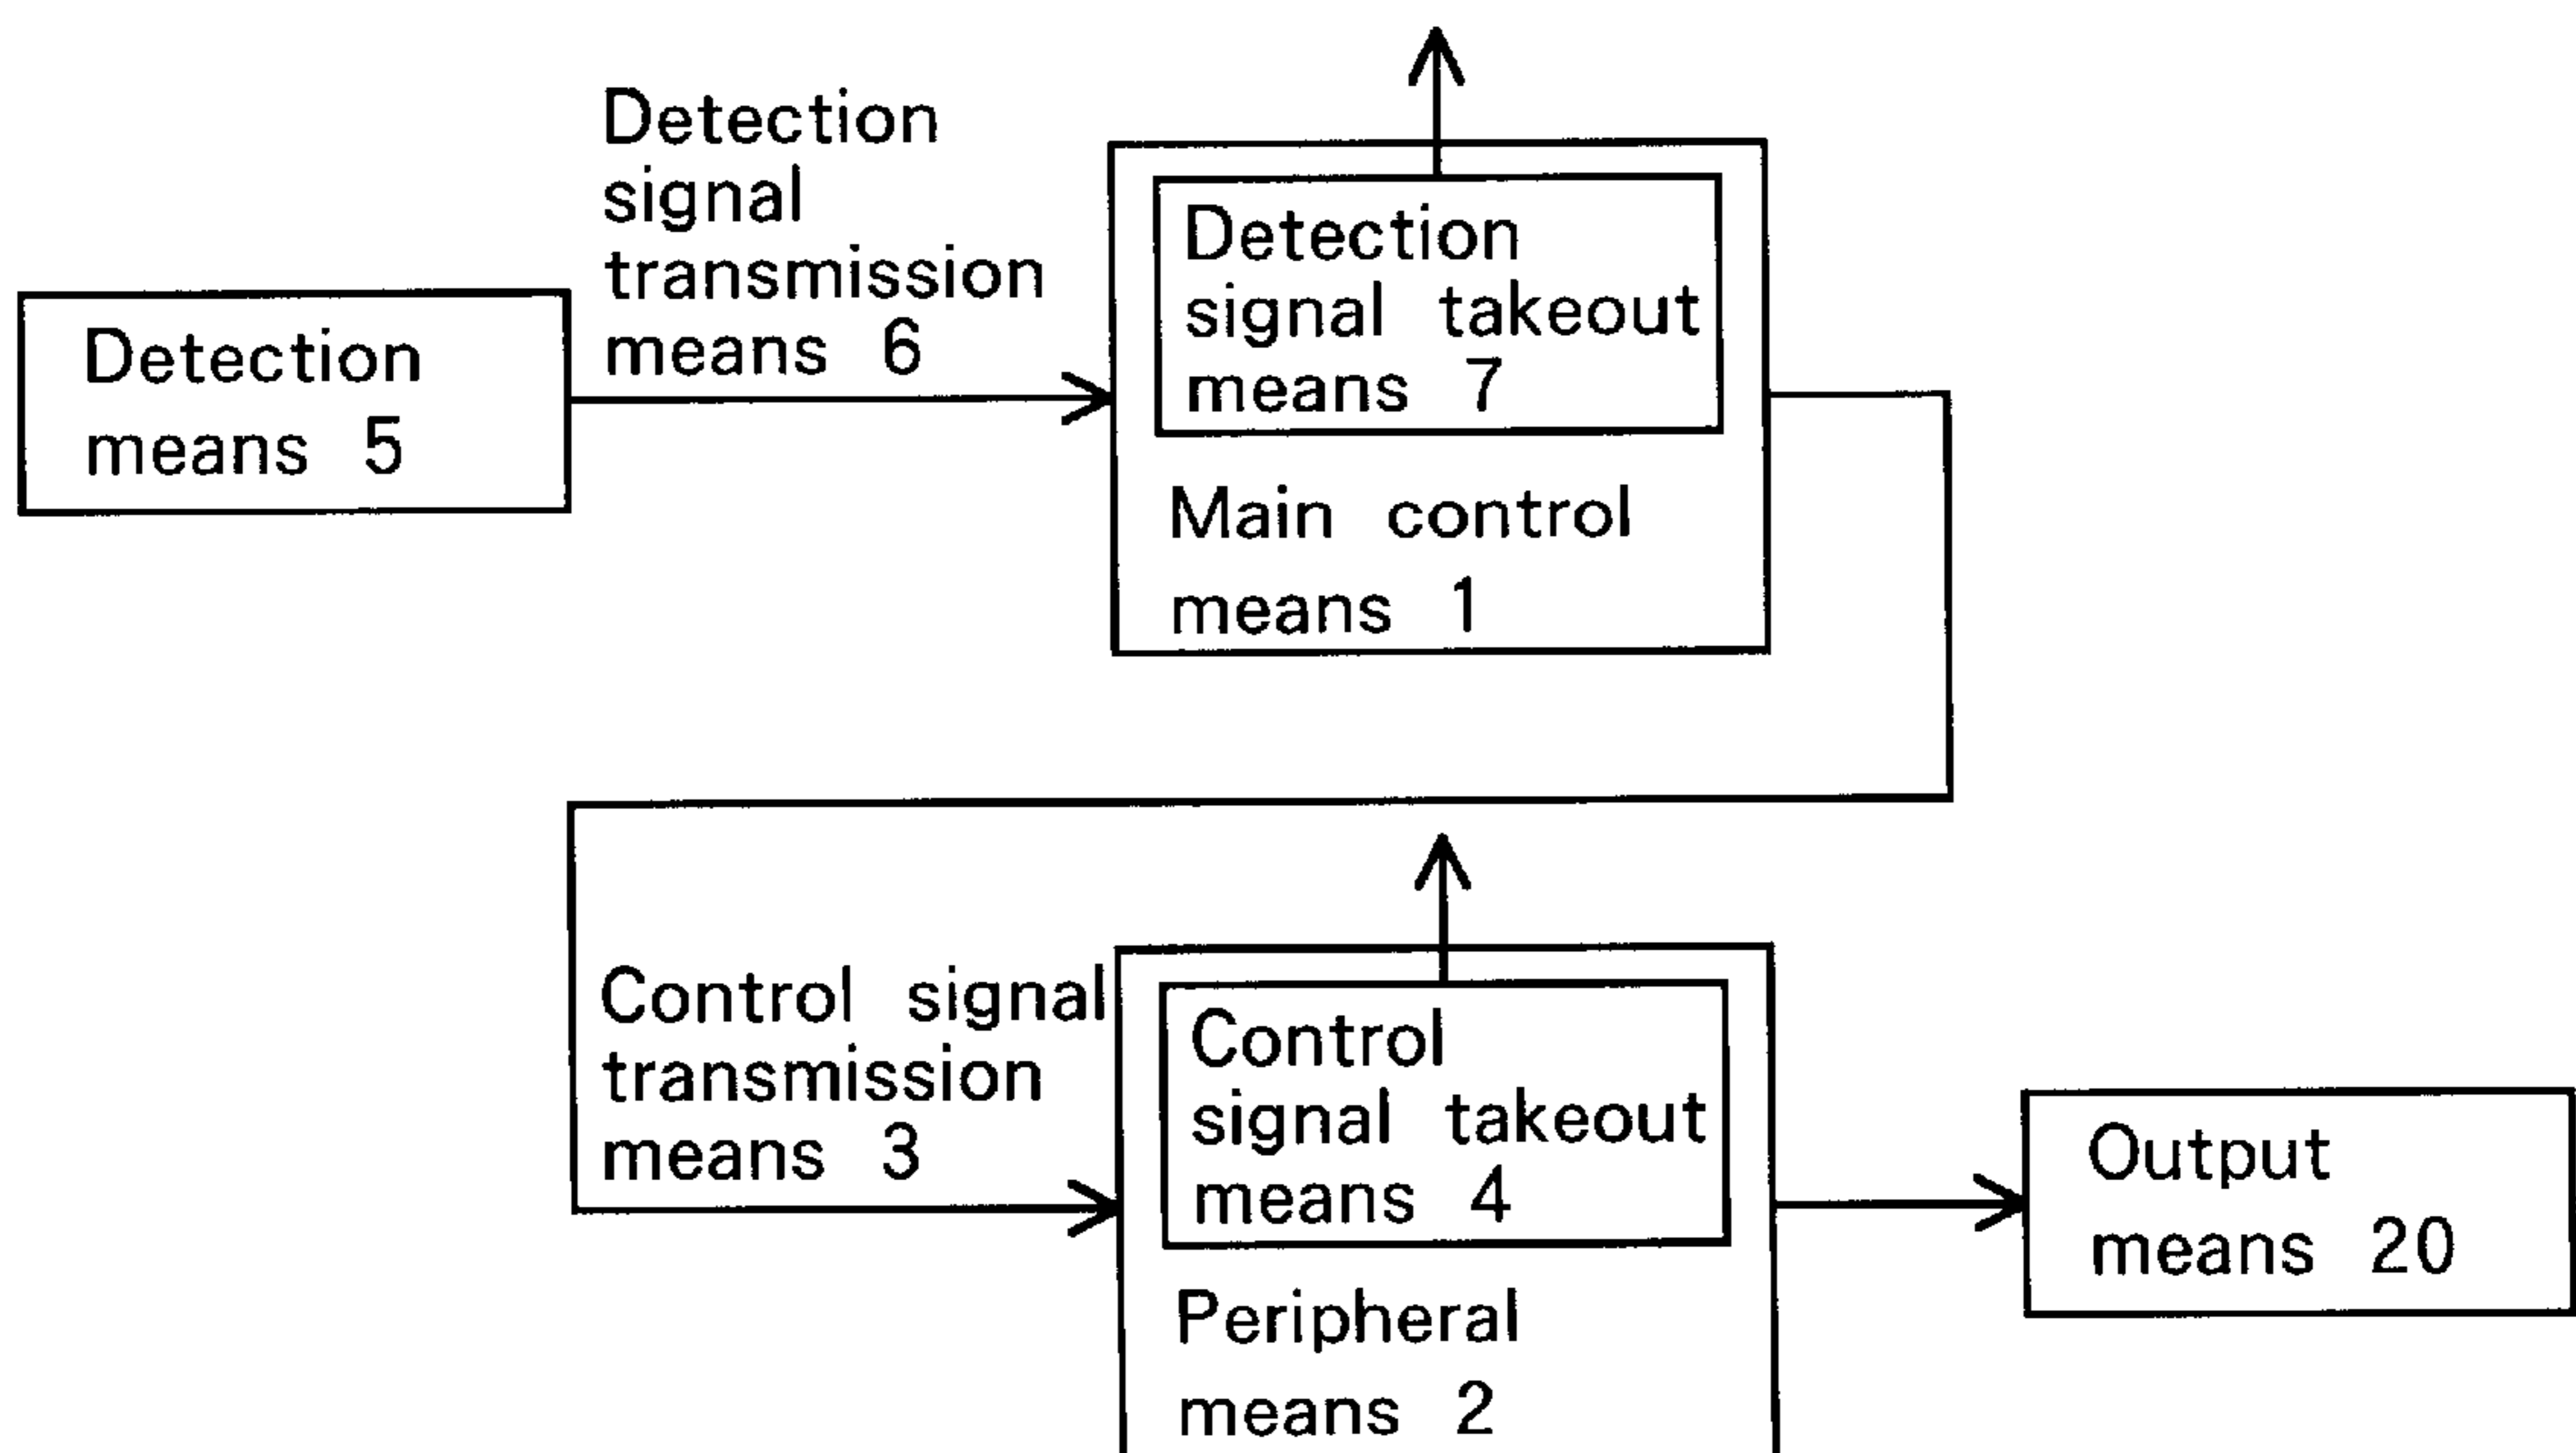 Detection
signal
transmission
means 6
Detection
means 5
Detection
signal takeout
means 7
Main control
means 1
Control signal
transmission
means 3
Control
signal takeout
means 4
Peripheral
means 2
Output
means 20